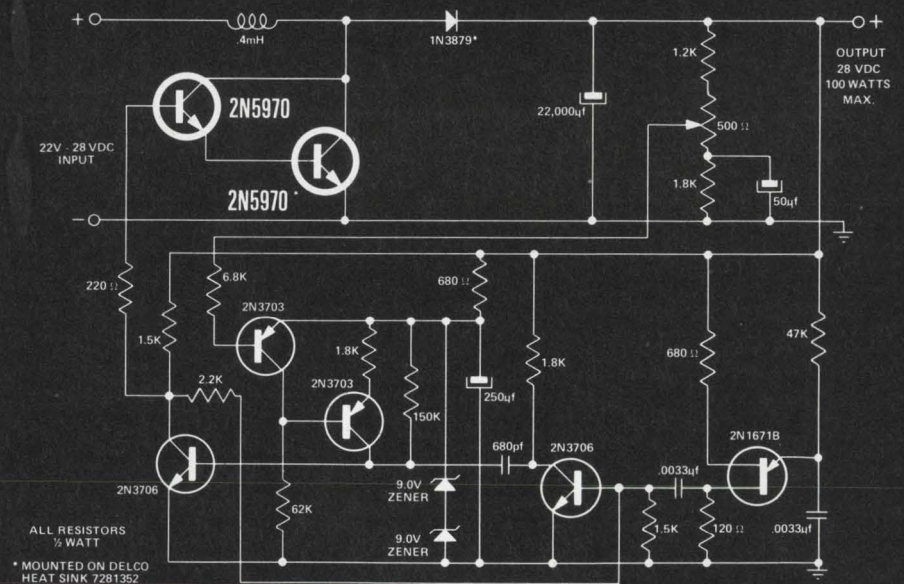 +
.4mH
1N3879*
+
OUTPUT
28 VDC
100 WATTS
MAX.
1.2K
2N5970
22,000µf
500 Ω
22V - 28 VDC
INPUT
2N5970*
1.8K
50µf
−
220 Ω
6.8K
680 Ω
2N3703
1.5K
1.8K
1.8K
680 Ω
47K
2.2K
2N3703
250µf
150K
680pf
2N3706
2N1671B
2N3706
62K
9.0V
ZENER
.0033µf
9.0V
ZENER
1.5K
120 Ω
.0033µf
ALL RESISTORS
½ WATT
* MOUNTED ON DELCO
HEAT SINK 7281352